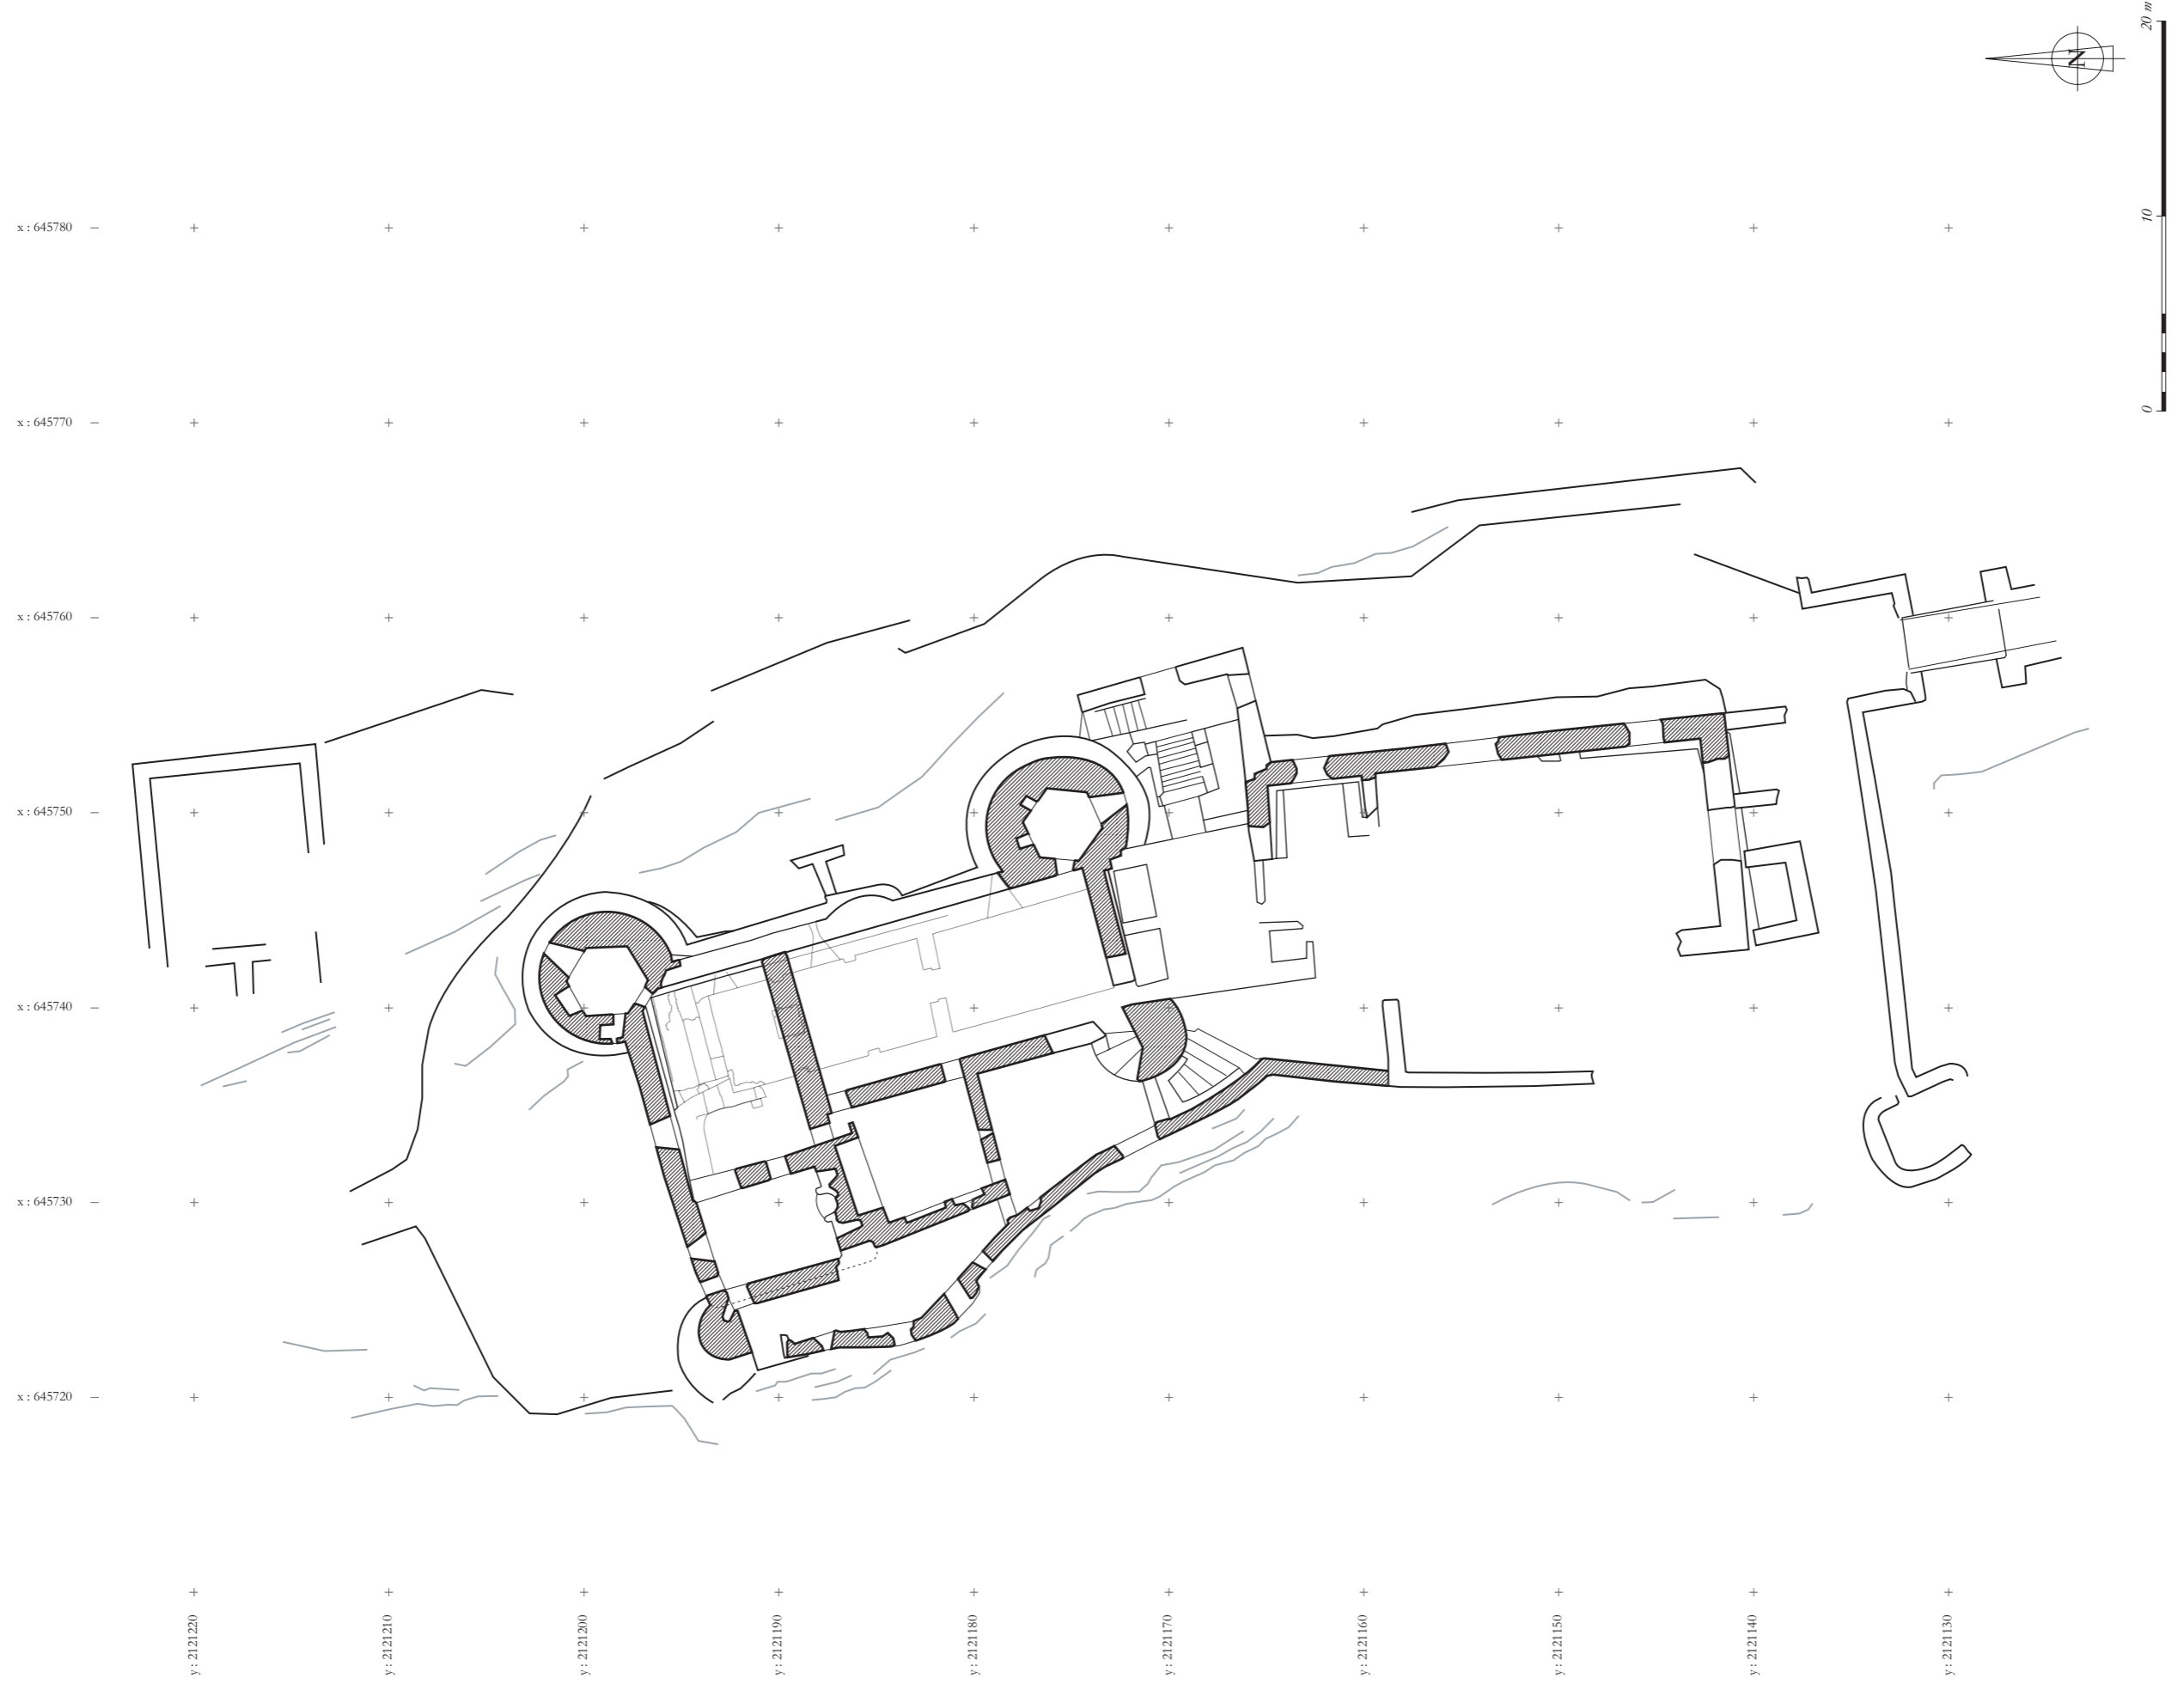 20 m
N
10
0
x : 645780
x : 645770
x : 645760
x : 645750
x : 645740
x : 645730
x : 645720
y : 2121220
y : 2121210
y : 2121200
y : 2121190
y : 2121180
y : 2121170
y : 2121160
y : 2121150
y : 2121140
y : 2121130